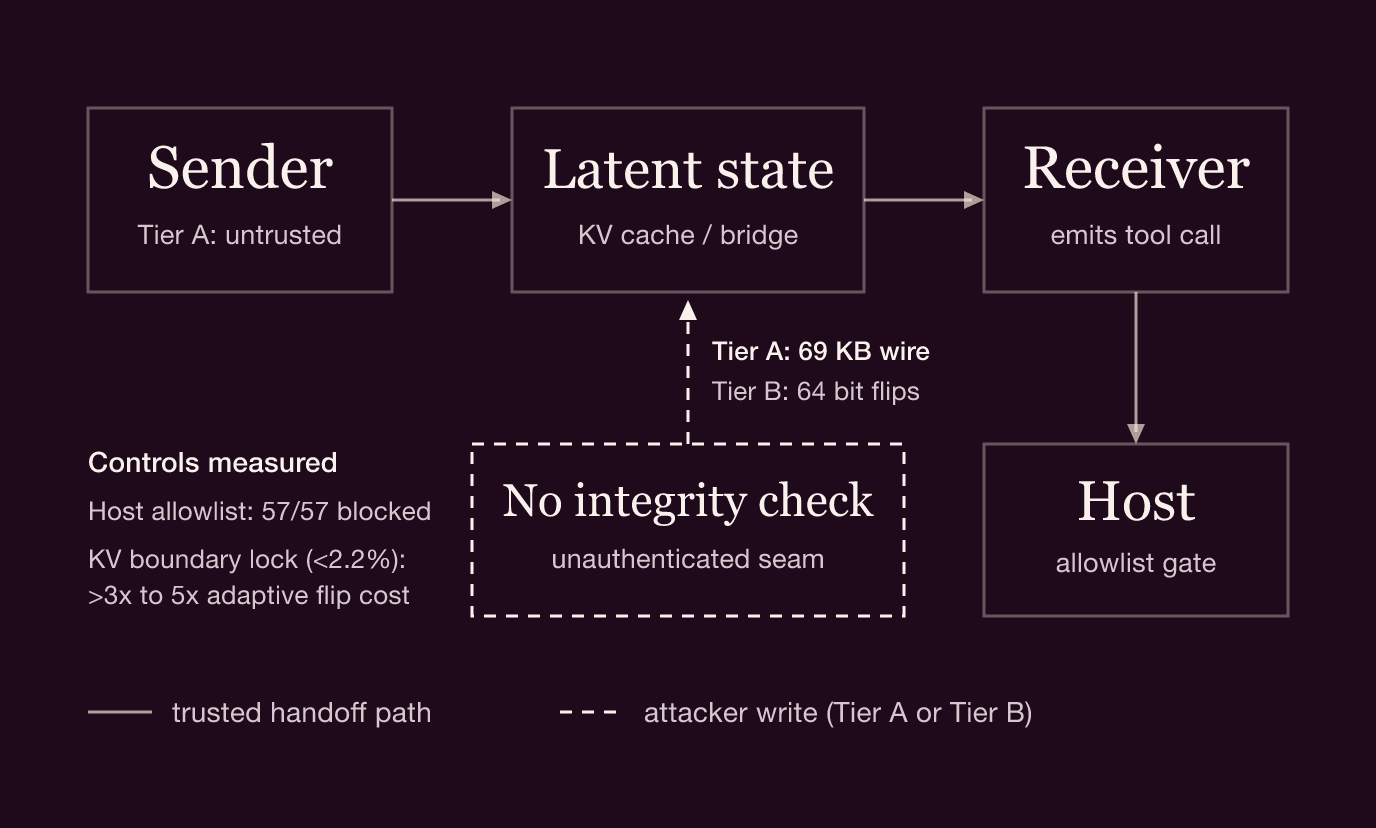 Sender
Tier A: untrusted
Latent state
KV cache / bridge
Receiver
emits tool call
Tier A: 69 KB wire
Tier B: 64 bit flips
Controls measured
Host allowlist: 57/57 blocked
KV boundary lock (<2.2%):
>3x to 5x adaptive flip cost
No integrity check
unauthenticated seam
Host
allowlist gate
trusted handoff path
attacker write (Tier A or Tier B)